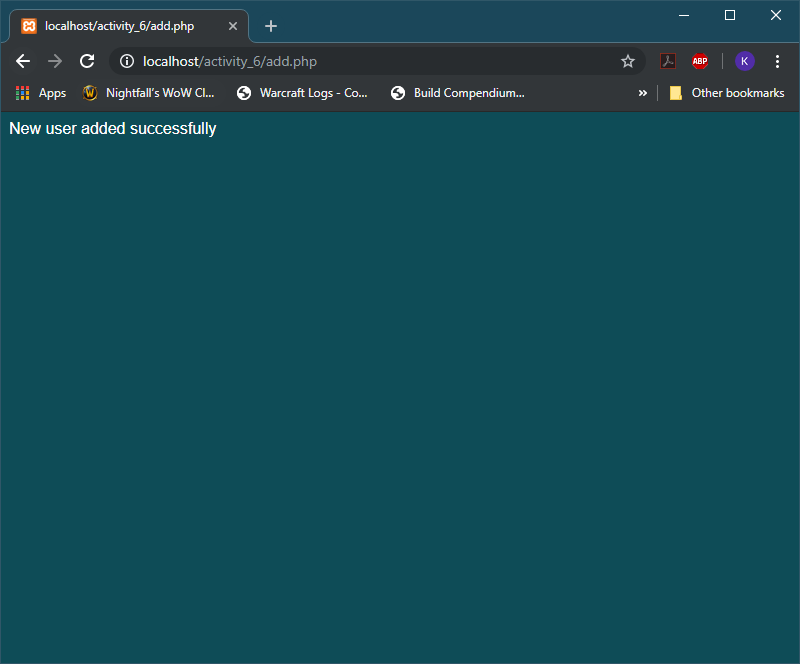 localhost/activity_6/add.php
localhost/activity_6/add.php
ABP
K
Apps
Nightfall's WoW Cl...
Warcraft Logs - Co...
Build Compendium...
Other bookmarks
New user added successfully